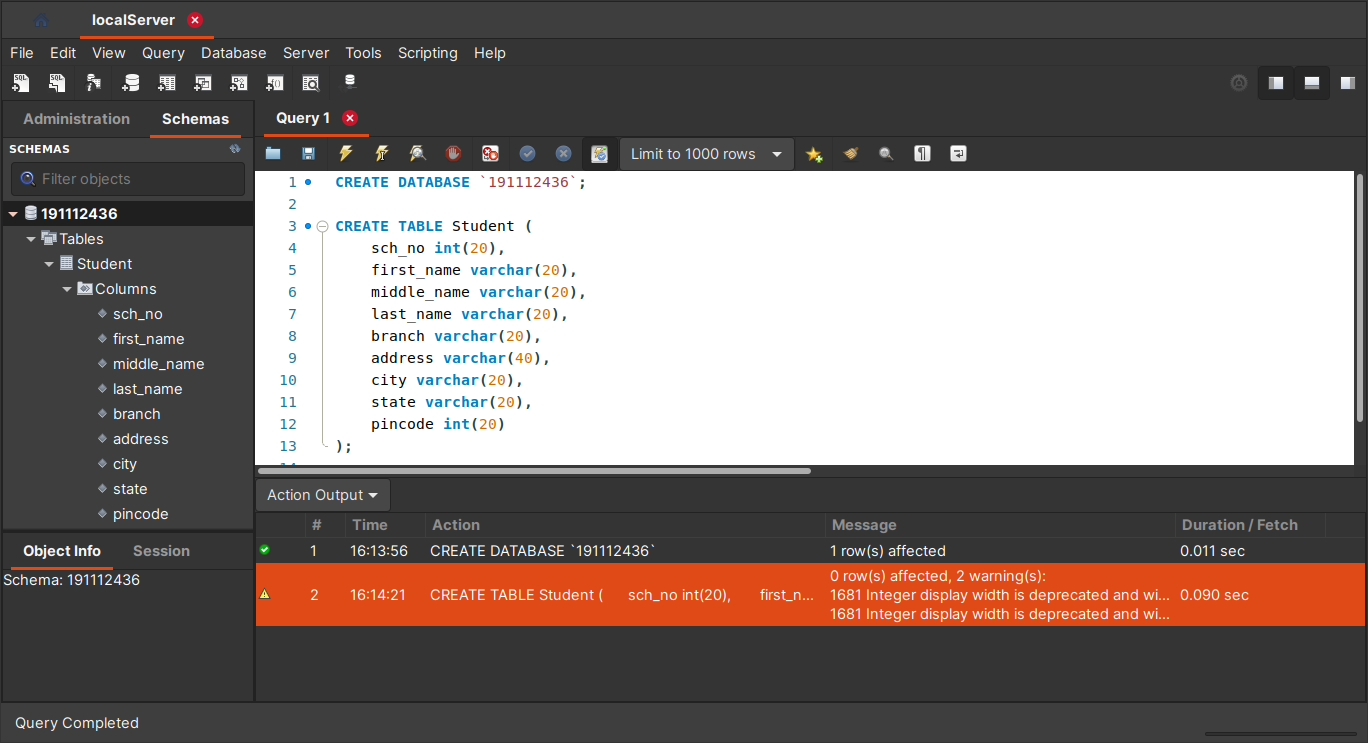 localServer
File Edit View Query Database Server Tools Scripting Help
Administration Schemas
SCHEMAS
Filter objects
191112436
Tables
Student
Columns
sch_no
first_name
middle_name
last_name
branch
address
city
state
pincode
Object Info Session
Schema: 191112436
Query 1
Limit to 1000 rows
1 CREATE DATABASE `191112436`;
2
3 CREATE TABLE Student (
4 sch_no int(20),
5 first_name varchar(20),
6 middle_name varchar(20),
7 last_name varchar(20),
8 branch varchar(20),
9 address varchar(40),
10 city varchar(20),
11 state varchar(20),
12 pincode int(20)
13 );
Action Output
# Time Action Message Duration / Fetch
1 16:13:56 CREATE DATABASE `191112436` 1 row(s) affected 0.011 sec
2 16:14:21 CREATE TABLE Student ( sch_no int(20), first_n... 0 row(s) affected, 2 warning(s):
1681 Integer display width is deprecated and wi... 0.090 sec
1681 Integer display width is deprecated and wi...
Query Completed